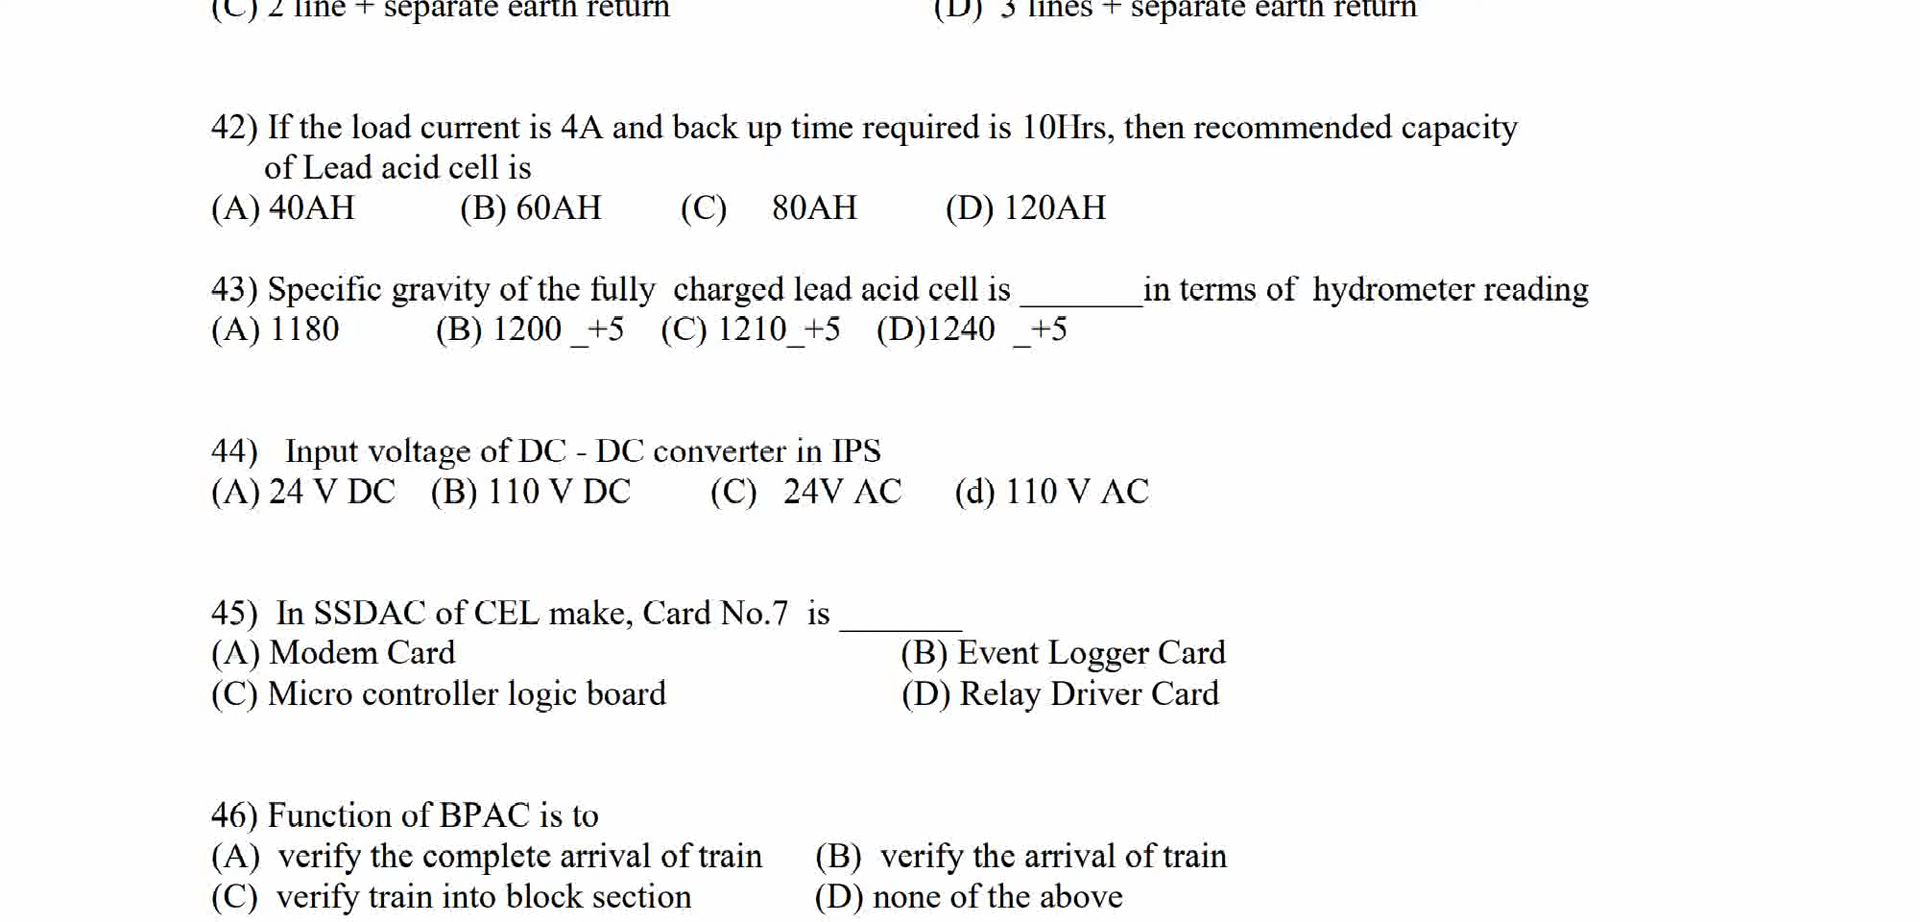 (C) 2 line + separate earth return (D) 3 lines + separate earth return
42) If the load current is 4A and back up time required is 10Hrs, then recommended capacity
of Lead acid cell is
(A) 40AH (B) 60AH (C) 80AH (D) 120AH
43) Specific gravity of the fully charged lead acid cell is _______in terms of hydrometer reading
(A) 1180 (B) 1200 _+5 (C) 1210_+5 (D)1240 _+5
44) Input voltage of DC - DC converter in IPS
(A) 24 V DC (B) 110 V DC (C) 24V AC (d) 110 V AC
45) In SSDAC of CEL make, Card No.7 is _______
(A) Modem Card (B) Event Logger Card
(C) Micro controller logic board (D) Relay Driver Card
46) Function of BPAC is to
(A) verify the complete arrival of train (B) verify the arrival of train
(C) verify train into block section (D) none of the above